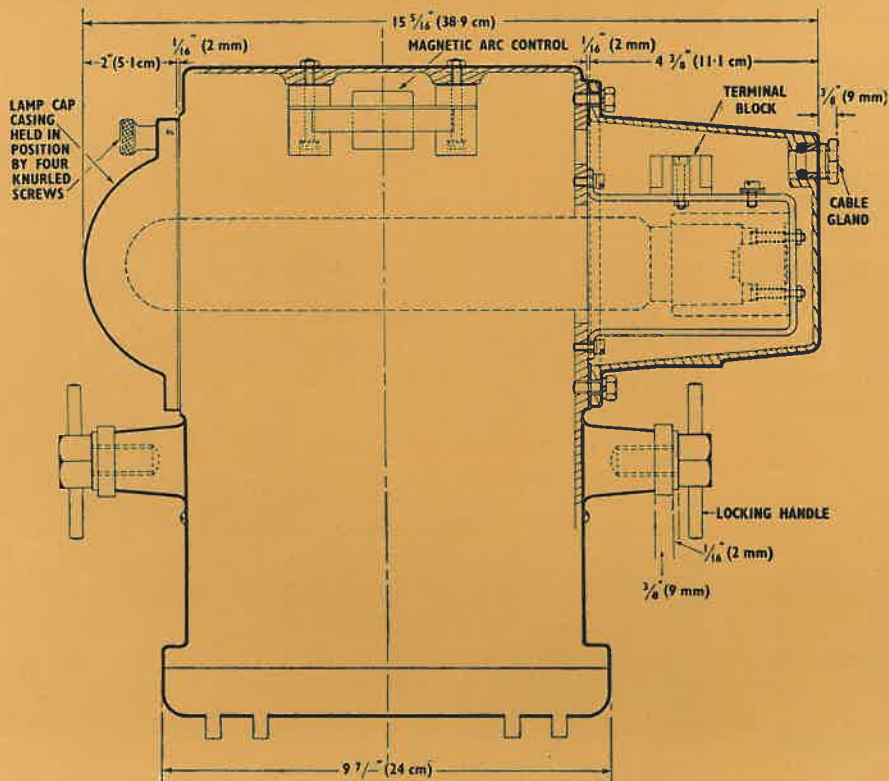 15 5/16" (38·9 cm)
1/16" (2 mm)
2" (5·1cm)
MAGNETIC ARC CONTROL
1/16" (2 mm)
4 3/8" (11·1 cm)
LAMP CAP
CASING
HELD IN
POSITION
BY FOUR
KNURLED
SCREWS
TERMINAL
BLOCK
3/8" (9 mm)
CABLE
GLAND
LOCKING HANDLE
1/16" (2 mm)
3/8" (9 mm)
(24 cm)